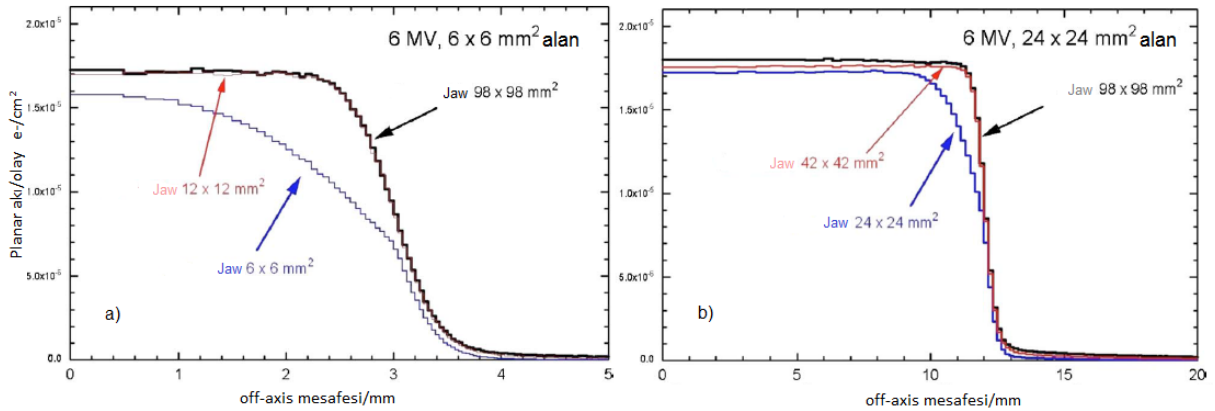 2.0x10⁻⁵
1.5x10⁻⁵
1.0x10⁻⁵
5.0x10⁻⁶
0.0
Planar akı/olay e-/cm²
6 MV, 6 x 6 mm² alan
Jaw 98 x 98 mm²
Jaw 12 x 12 mm²
Jaw 6 x 6 mm²
a)
0 1 2 3 4 5
off-axis mesafesi/mm
2.0x10⁻⁵
1.5x10⁻⁵
1.0x10⁻⁵
5.0x10⁻⁶
0.0
6 MV, 24 x 24 mm² alan
Jaw 98 x 98 mm²
Jaw 42 x 42 mm²
Jaw 24 x 24 mm²
b)
0 5 10 15 20
off-axis mesafesi/mm